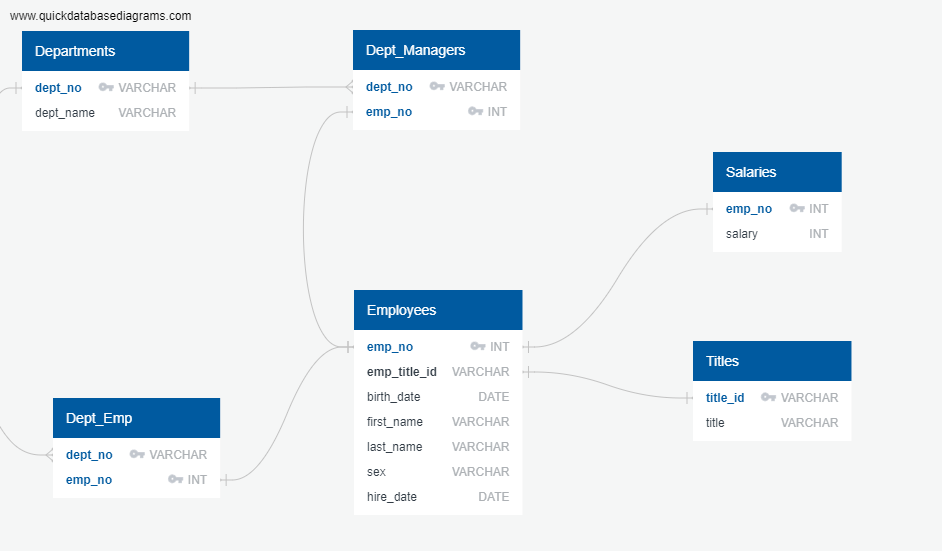 www.quickdatabasediagrams.com
Departments
dept_no VARCHAR
dept_name VARCHAR
Dept_Managers
dept_no VARCHAR
emp_no INT
Salaries
emp_no INT
salary INT
Employees
emp_no INT
emp_title_id VARCHAR
birth_date DATE
first_name VARCHAR
last_name VARCHAR
sex VARCHAR
hire_date DATE
Titles
title_id VARCHAR
title VARCHAR
Dept_Emp
dept_no VARCHAR
emp_no INT